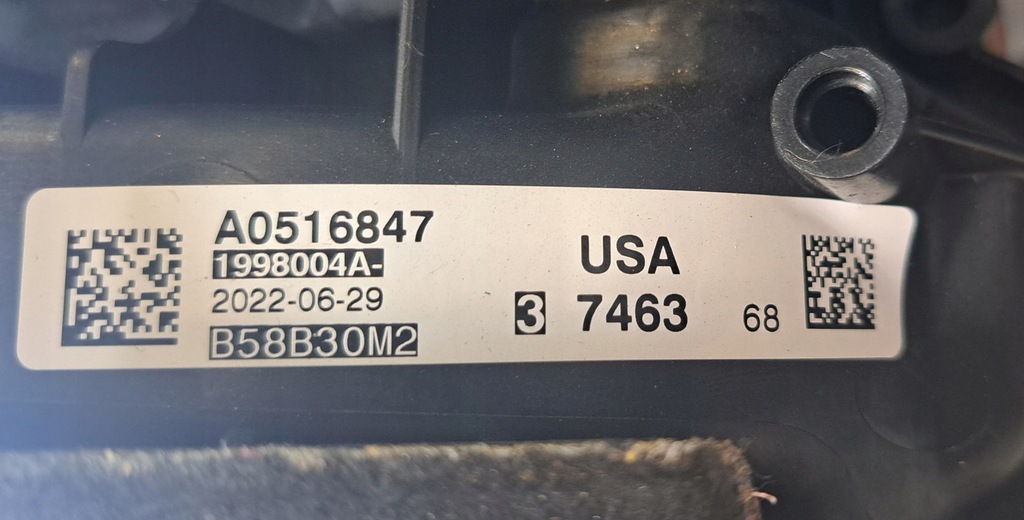 A0516847
1998004A-
2022-06-29
B58B30M2
USA
3 7463 68